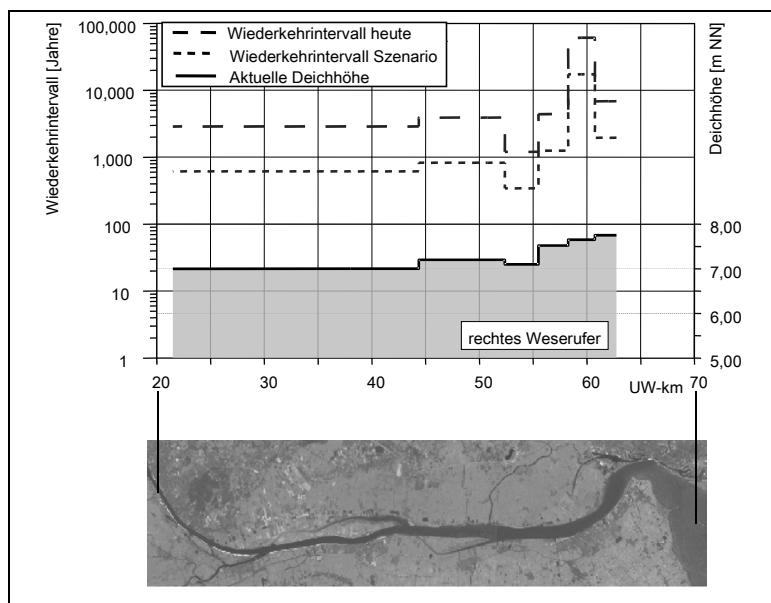 Wiederkehrintervall [Jahre]
100,000
10,000
1,000
100
10
1
Wiederkehrintervall heute
Wiederkehrintervall Szenario
Aktuelle Deichhöhe
Deichhöhe [m NN]
8,00
7,00
6,00
5,00
rechtes Weserufer
20
30
40
50
60
UW-km
70